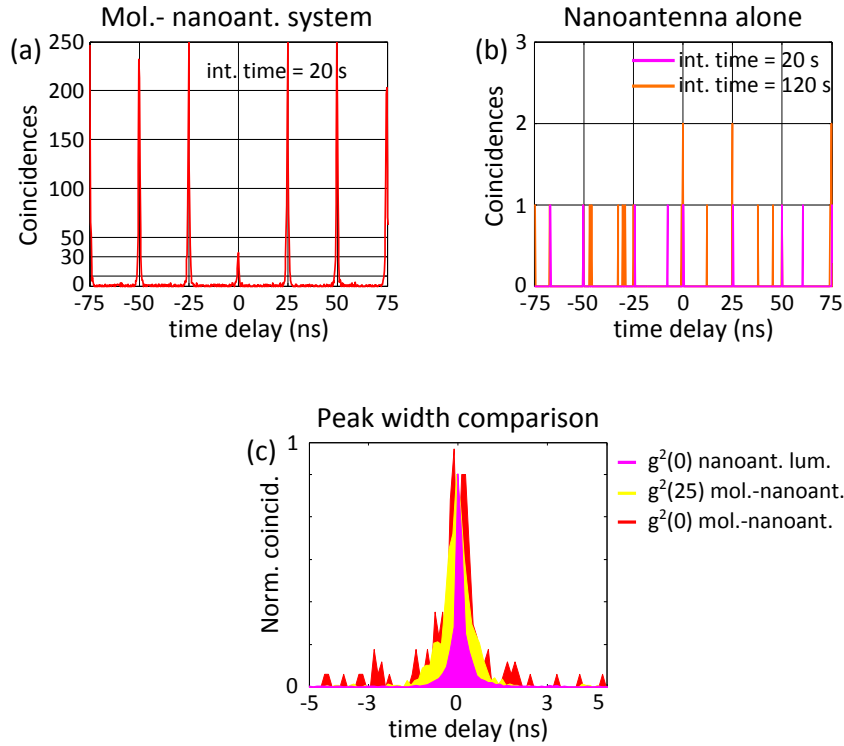 Mol.- nanoant. system
(a)
int. time = 20 s
250
200
150
100
50
30
0
Coincidences
-75 -50 -25 0 25 50 75
time delay (ns)
Nanoantenna alone
(b)
int. time = 20 s
int. time = 120 s
3
2
1
0
Coincidences
-75 -50 -25 0 25 50 75
time delay (ns)
Peak width comparison
(c)
1
0
Norm. coincid.
-5 -3 0 3 5
time delay (ns)
g²(0) nanoant. lum.
g²(25) mol.-nanoant.
g²(0) mol.-nanoant.